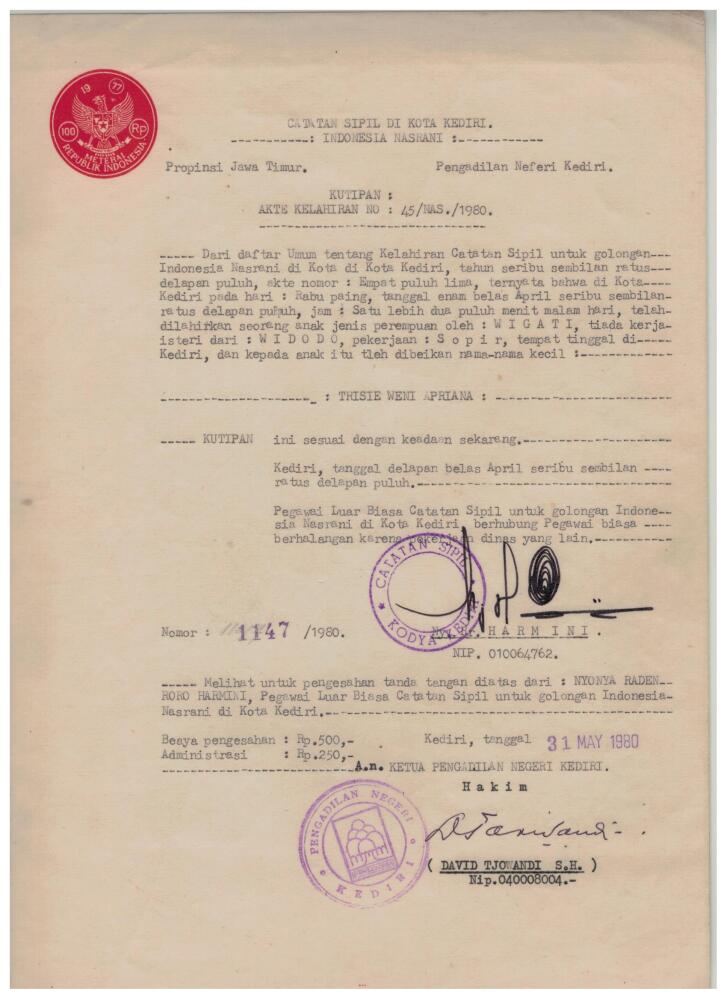 19 77
100 RP
METERAI
REPUBLIK INDONESIA
CATATAN SIPIL DI KOTA KEDIRI.
-----------: INDONESIA NASRANI :------------
Propinsi Jawa Timur. Pengadilan Neferi Kediri.
KUTIPAN :
AKTE KELAHIRAN NO : 45/NAS./1980.
-------------------------------
----- Dari daftar Umum tentang Kelahiran Catatan Sipil untuk golongan---
Indonesia Nasrani di Kota di Kota Kediri, tahun seribu sembilan ratus---
delapan puluh, akte nomor : Empat puluh lima, ternyata bahwa di Kota----
Kediri pada hari : Rabu paing, tanggal enam belas April seribu sembilan-
ratus delapan puluh, jam : Satu lebih dua puluh menit malam hari, telah-
dilahirkan seorang anak jenis perempuan oleh : W I G A T I, tiada kerja-
isteri dari : W I D O D O, pekerjaan : S o p i r, tempat tinggal di-----
Kediri, dan kepada anak itu tleh dibeikan nama-nama kecil :-----------
--------------------_ : TRISIE WENI APRIANA : ------------------------
----- KUTIPAN ini sesuai dengan keadaan sekarang.--------------------
Kediri, tanggal delapan belas April seribu sembilan ----
ratus delapan puluh.-----------------------------------
Pegawai Luar Biasa Catatan Sipil untuk golongan Indone--
sia Nasrani di Kota Kediri, berhubung Pegawai biasa ----
berhalangan karena pekerjaan dinas yang lain.-----------
CATATAN SIPIL
KODYA KEDIRI
Nomor : 1147 /1980.
H A R M I N I .
NIP. 010064762.
----- Melihat untuk pengesahan tanda tangan diatas dari : NYONYA RADEN--
RORO HARMINI, Pegawai Luar Biasa Catatan Sipil untuk golongan Indonesia-
Nasrani di Kota Kediri.-------------------------------------------------
Beaya pengesahan : Rp.500,- Kediri, tanggal 31 MAY 1980
Administrasi : Rp.250,-
----------------------------A.n. KETUA PENGADILAN NEGERI KEDIRI.
H a k i m
PENGADILAN NEGERI
KEDIRI
( DAVID TJOWANDI S.H. )
Nip.040008004.-